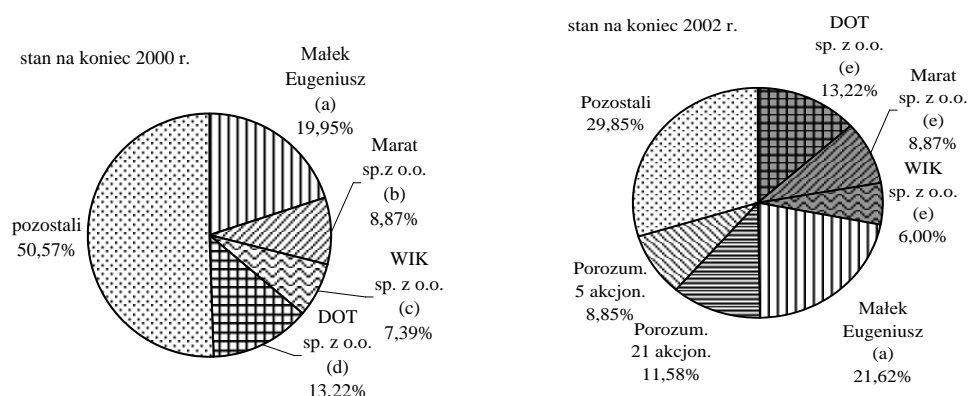 stan na koniec 2000 r.
Małek
Eugeniusz
(a)
19,95%
Marat
sp.z o.o.
(b)
8,87%
WIK
sp. z o.o.
(c)
7,39%
DOT
sp. z o.o.
(d)
13,22%
pozostali
50,57%
stan na koniec 2002 r.
DOT
sp. z o.o.
(e)
13,22%
Marat
sp. z o.o.
(e)
8,87%
WIK
sp. z o.o.
(e)
6,00%
Małek
Eugeniusz
(a)
21,62%
Porozum.
21 akcjon.
11,58%
Porozum.
5 akcjon.
8,85%
Pozostali
29,85%